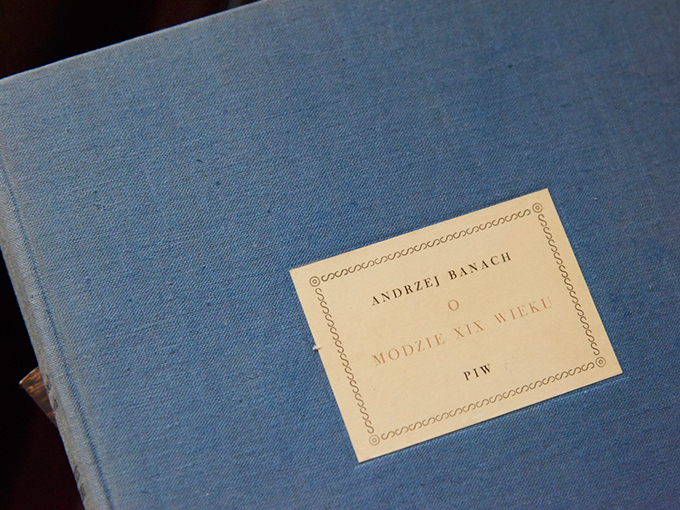 ANDRZEJ BANACH
O
MODZIE XIX WIEKU
PIW